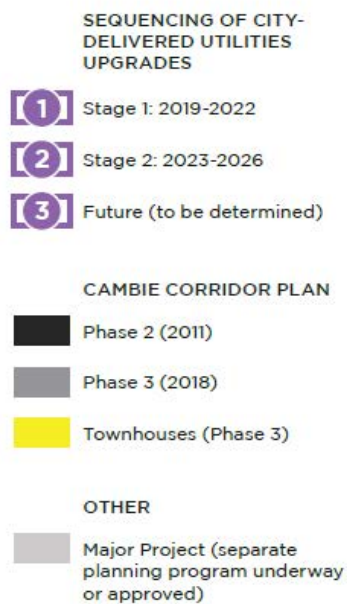 SEQUENCING OF CITY-
DELIVERED UTILITIES
UPGRADES
1 Stage 1: 2019-2022
2 Stage 2: 2023-2026
3 Future (to be determined)
CAMBIE CORRIDOR PLAN
Phase 2 (2011)
Phase 3 (2018)
Townhouses (Phase 3)
OTHER
Major Project (separate
planning program underway
or approved)